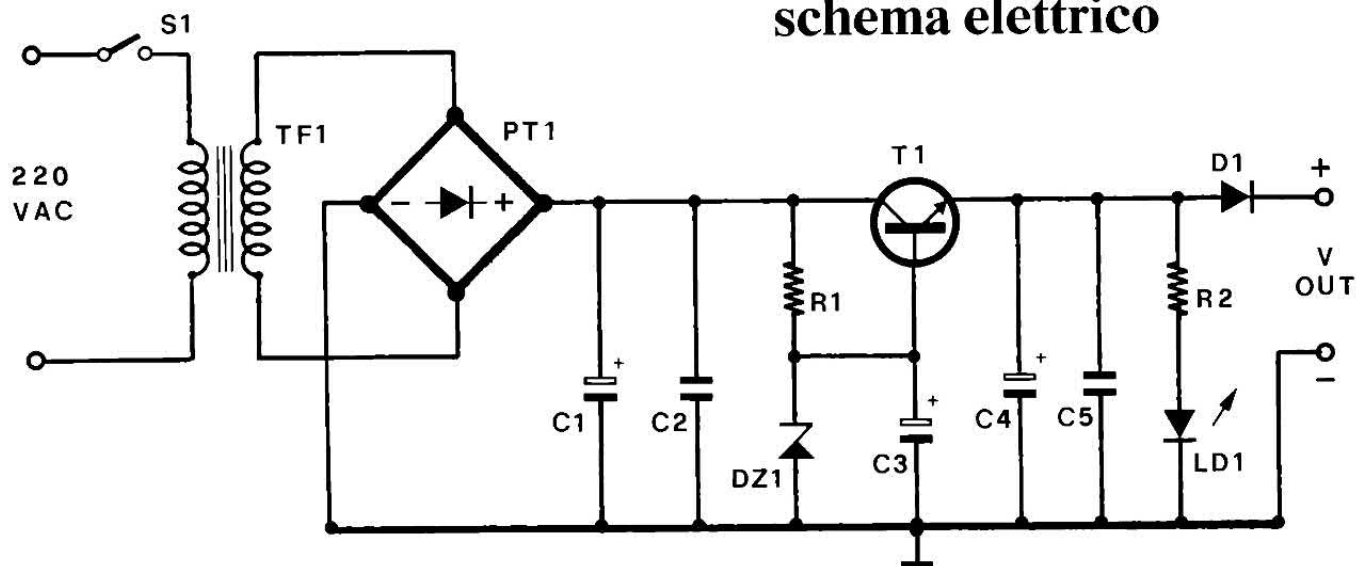 schema elettrico
S1
TF1
PT1
220
VAC
T1
D1
+
- +
V
OUT
R1
R2
+
C1
C2
DZ1
+
C3
+
C4
C5
LD1
-